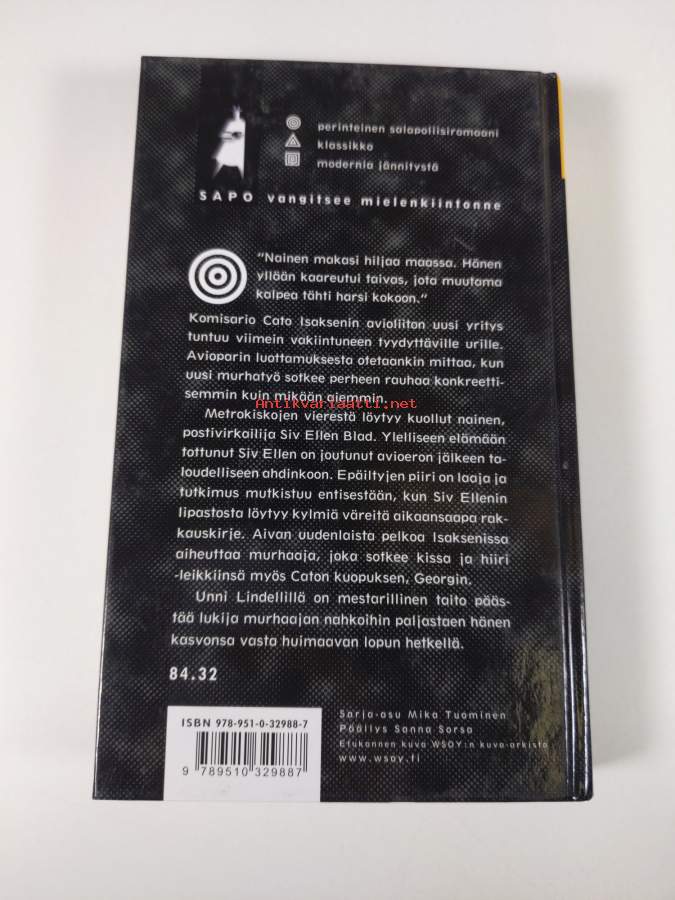 perinteinen salapoliisiromaani
klassikko
modernia jännitystä
SAPO vangitsee mielenkiintonne
"Nainen makasi hiljaa maassa. Hänen
yllään kaareutui taivas, jota muutama
kalpea tähti harsi kokoon."
Komisario Cato Isaksenin avioliiton uusi yritys
tuntuu viimein vakiintuneen tyydyttäville urille.
Avioparin luottamuksesta otetaankin mittaa, kun
uusi murhatyö sotkee perheen rauhaa konkreetti-
semmin kuin mikään aiemmin.
Antikvariaatti.net
Metrokiskojen vierestä löytyy kuollut nainen,
postivirkailija Siv Ellen Blad. Ylelliseen elämään
tottunut Siv Ellen on joutunut avioeron jälkeen ta-
loudelliseen ahdinkoon. Epäiltyjen piiri on laaja ja
tutkimus mutkistuu entisestään, kun Siv Ellenin
lipastosta löytyy kylmiä väreitä aikaansaapa rak-
kauskirje. Aivan uudenlaista pelkoa Isaksenissa
aiheuttaa murhaaja, joka sotkee kissa ja hiiri
-leikkiinsä myös Caton kuopuksen, Georgin.
Unni Lindellillä on mestarillinen taito pääs-
tää lukija murhaajan nahkoihin paljastaen hänen
kasvonsa vasta huimaavan lopun hetkellä.
84.32
ISBN 978-951-0-32988-7
9 789510 329887
Sarja-asu Mika Tuominen
Päällys Sanna Sorsa
Etukannen kuva WSOY:n kuva-arkisto
www.wsoy.fi